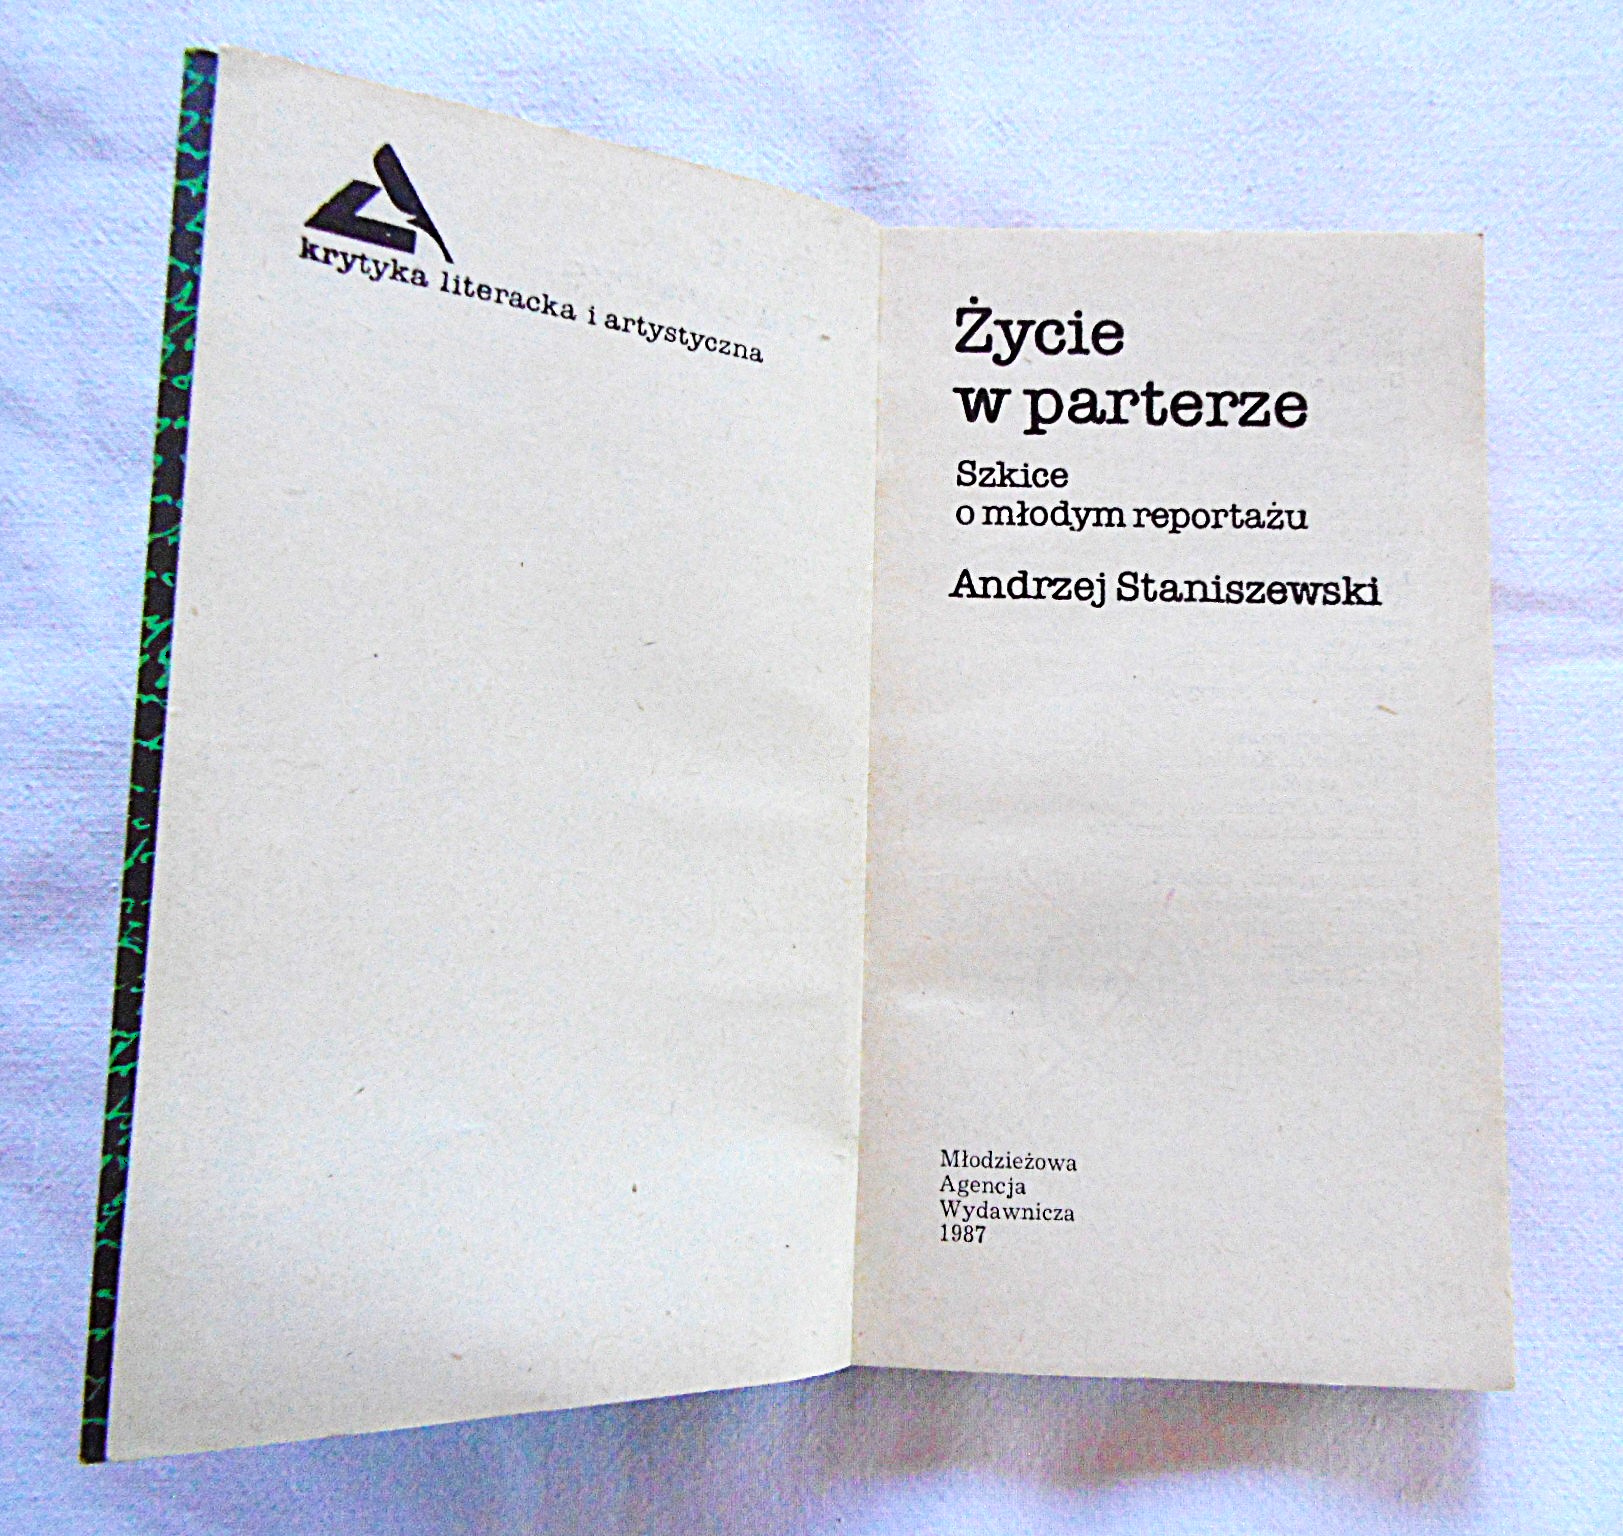 krytyka literacka i artystyczna
Życie
w parterze
Szkice
o młodym reportażu
Andrzej Staniszewski
Młodzieżowa
Agencja
Wydawnicza
1987